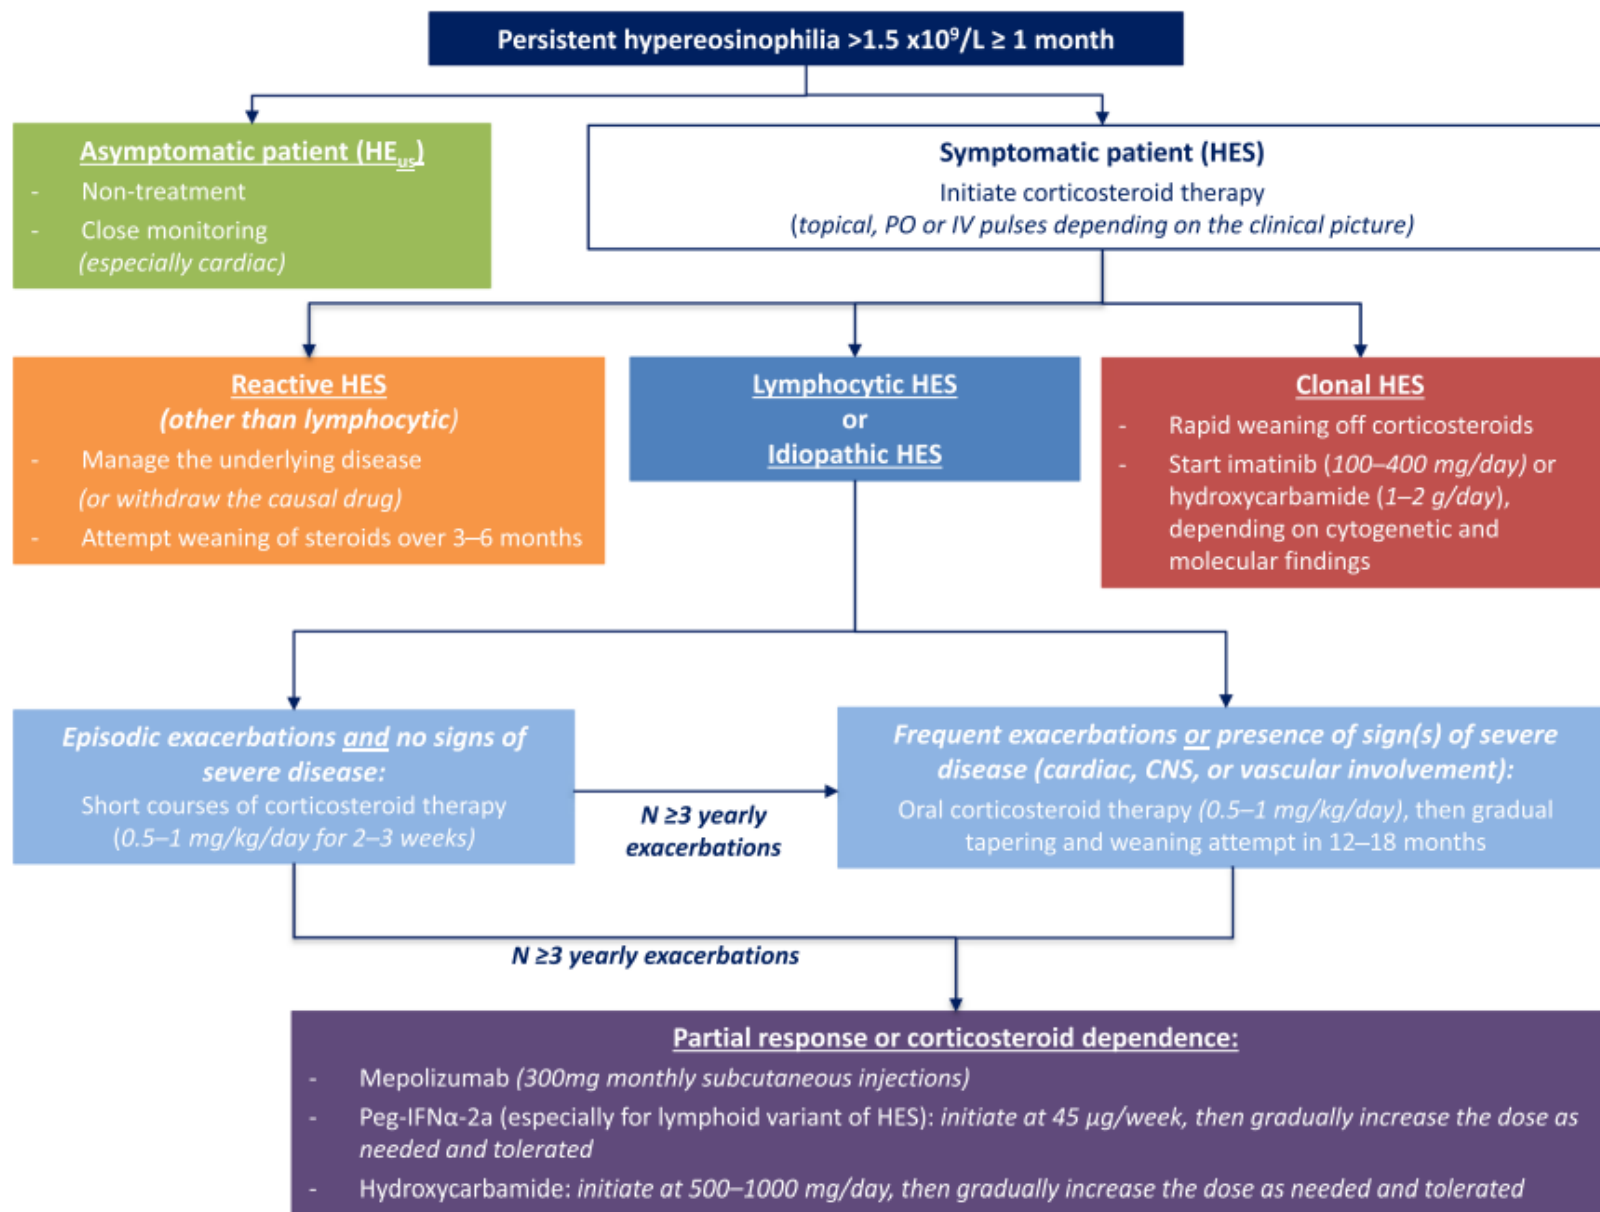 Persistent hypereosinophilia >1.5 x10⁹/L ≥ 1 month
Asymptomatic patient (HEus)
- Non-treatment
- Close monitoring
(especially cardiac)
Symptomatic patient (HES)
Initiate corticosteroid therapy
(topical, PO or IV pulses depending on the clinical picture)
Reactive HES
(other than lymphocytic)
- Manage the underlying disease
(or withdraw the causal drug)
- Attempt weaning of steroids over 3–6 months
Lymphocytic HES
or
Idiopathic HES
Clonal HES
- Rapid weaning off corticosteroids
- Start imatinib (100–400 mg/day) or
hydroxycarbamide (1–2 g/day),
depending on cytogenetic and
molecular findings
Episodic exacerbations and no signs of
severe disease:
Short courses of corticosteroid therapy
(0.5–1 mg/kg/day for 2–3 weeks)
N ≥3 yearly
exacerbations
Frequent exacerbations or presence of sign(s) of severe
disease (cardiac, CNS, or vascular involvement):
Oral corticosteroid therapy (0.5–1 mg/kg/day), then gradual
tapering and weaning attempt in 12–18 months
N ≥3 yearly exacerbations
Partial response or corticosteroid dependence:
- Mepolizumab (300mg monthly subcutaneous injections)
- Peg-IFNα-2a (especially for lymphoid variant of HES): initiate at 45 µg/week, then gradually increase the dose as
needed and tolerated
- Hydroxycarbamide: initiate at 500–1000 mg/day, then gradually increase the dose as needed and tolerated